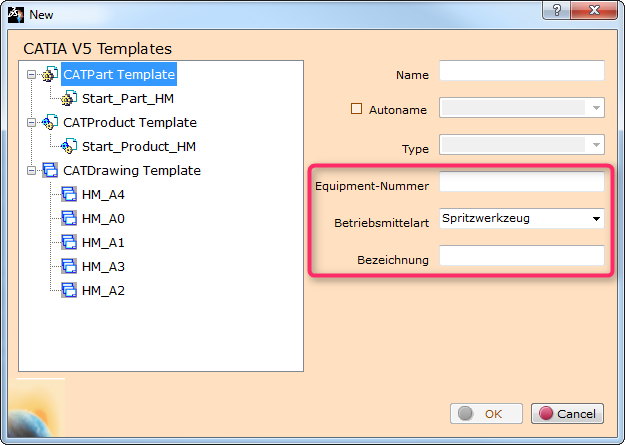 New
?
CATIA V5 Templates
CATPart Template
Start_Part_HM
CATProduct Template
Start_Product_HM
CATDrawing Template
HM_A4
HM_A0
HM_A1
HM_A3
HM_A2
Name
Autoname
Type
Equipment-Nummer
Betriebsmittelart Spritzwerkzeug
Bezeichnung
OK Cancel